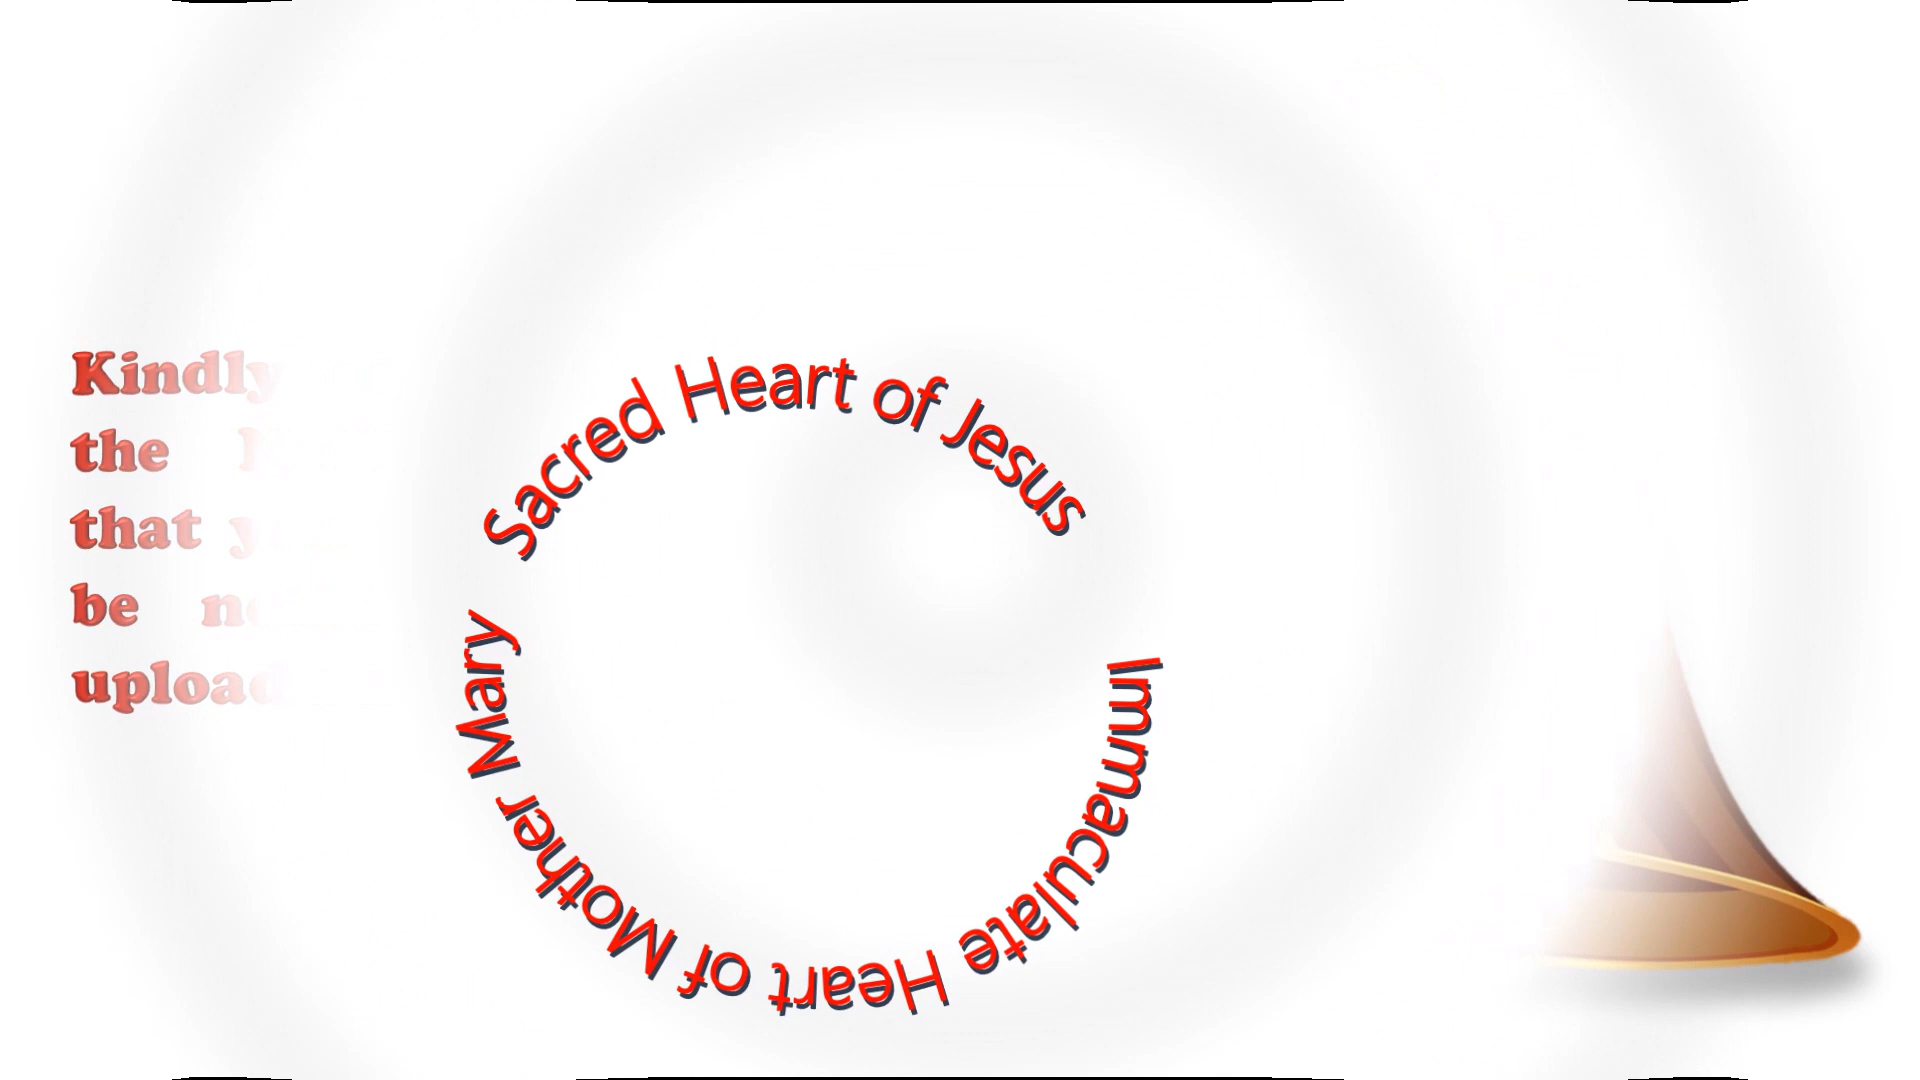 Kindly
the
that
be
upload
Sacred Heart of Jesus
Immaculate Heart of Mother Mary